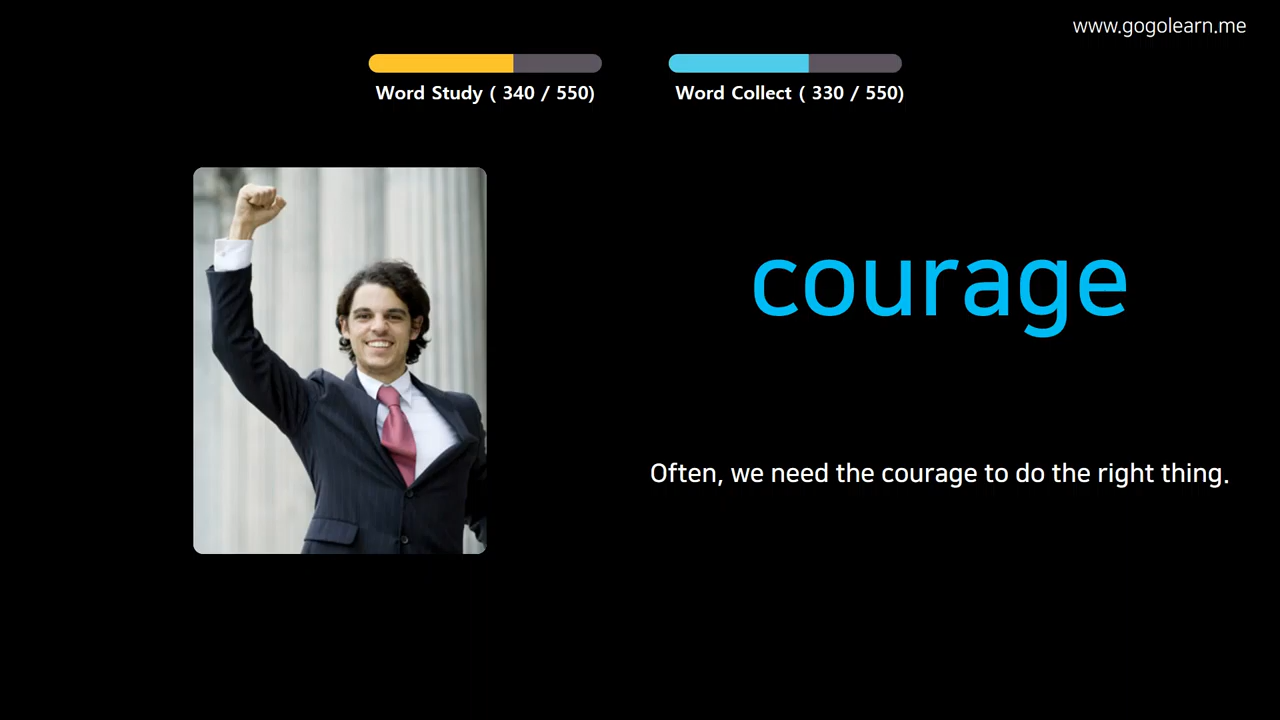 www.gogolearn.me
Word Study ( 340 / 550)
Word Collect ( 330 / 550)
courage
Often, we need the courage to do the right thing.